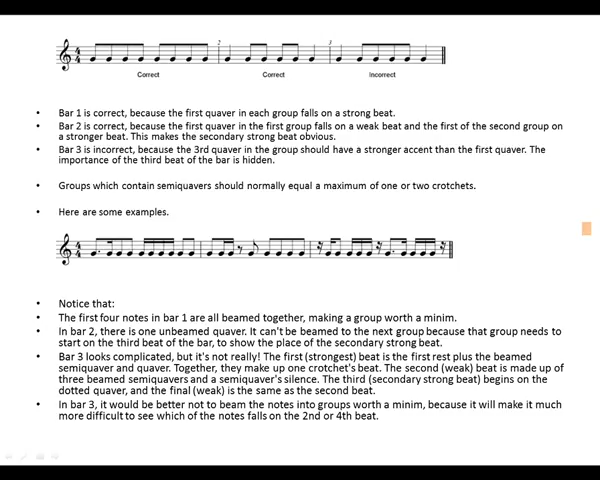 2
3
4
4
Correct
Correct
Incorrect
• Bar 1 is correct, because the first quaver in each group falls on a strong beat.
• Bar 2 is correct, because the first quaver in the first group falls on a weak beat and the first of the second group on
a stronger beat. This makes the secondary strong beat obvious.
• Bar 3 is incorrect, because the 3rd quaver in the group should have a stronger accent than the first quaver. The
importance of the third beat of the bar is hidden.
• Groups which contain semiquavers should normally equal a maximum of one or two crotchets.
• Here are some examples.
4
4
• Notice that:
• The first four notes in bar 1 are all beamed together, making a group worth a minim.
• In bar 2, there is one unbeamed quaver. It can't be beamed to the next group because that group needs to
start on the third beat of the bar, to show the place of the secondary strong beat.
• Bar 3 looks complicated, but it's not really! The first (strongest) beat is the first rest plus the beamed
semiquaver and quaver. Together, they make up one crotchet's beat. The second (weak) beat is made up of
three beamed semiquavers and a semiquaver's silence. The third (secondary strong beat) begins on the
dotted quaver, and the final (weak) is the same as the second beat.
• In bar 3, it would be better not to beam the notes into groups worth a minim, because it will make it much
more difficult to see which of the notes falls on the 2nd or 4th beat.